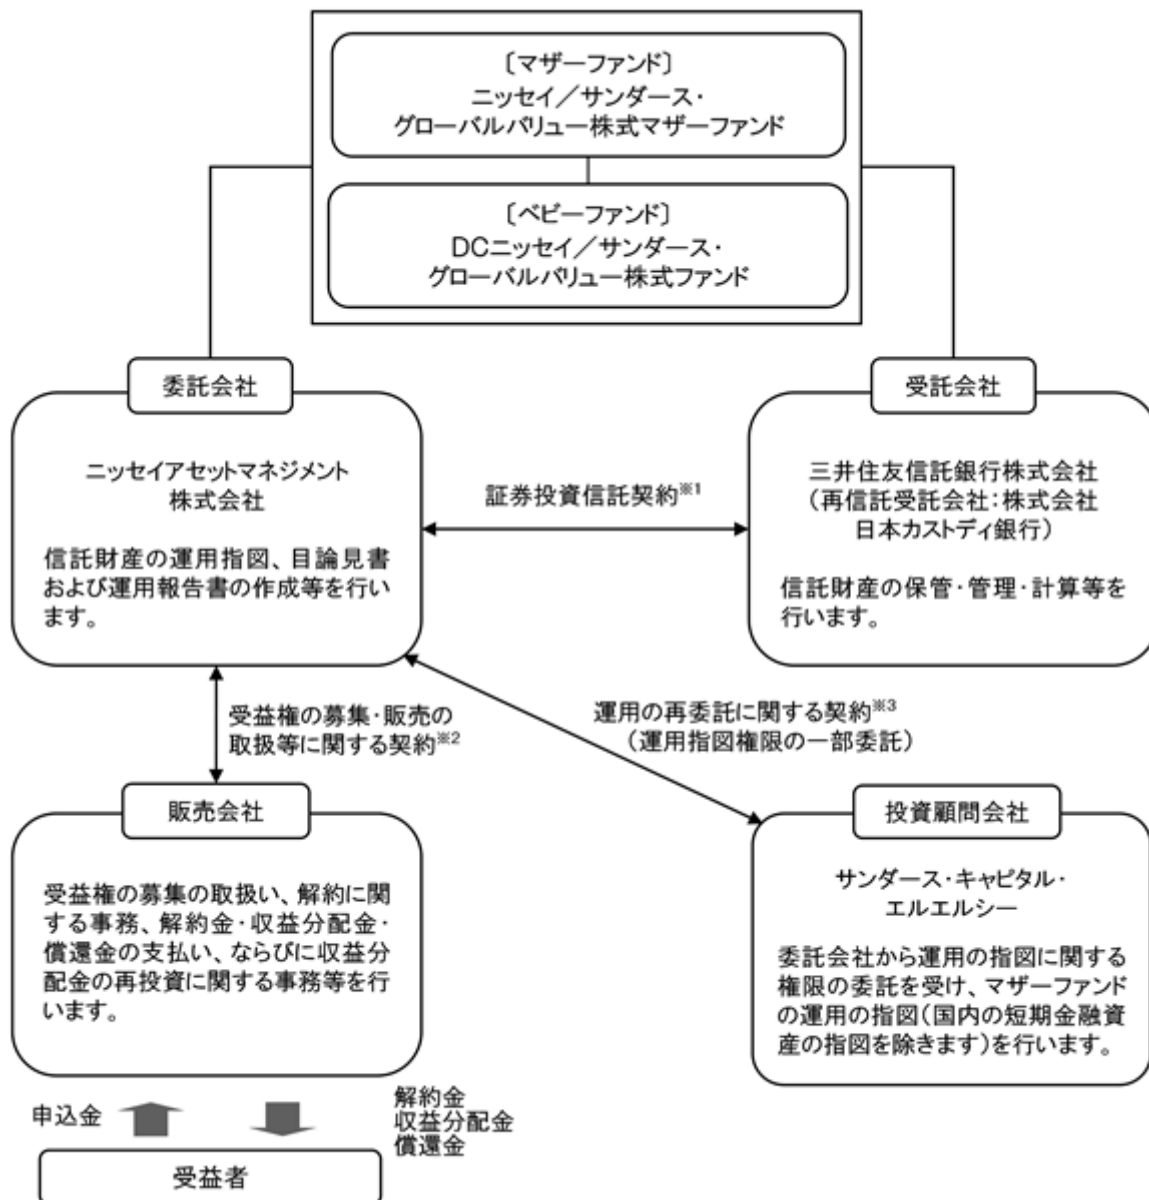 〔マザーファンド〕
ニッセイ／サンダース・
グローバルバリュー株式マザーファンド
〔ベビーファンド〕
DCニッセイ／サンダース・
グローバルバリュー株式ファンド
委託会社
ニッセイアセットマネジメント
株式会社
信託財産の運用指図、目論見書
および運用報告書の作成等を行い
ます。
証券投資信託契約※1
受託会社
三井住友信託銀行株式会社
（再信託受託会社：株式会社
日本カストディ銀行）
信託財産の保管・管理・計算等を
行います。
受益権の募集・販売の
取扱等に関する契約※2
運用の再委託に関する契約※3
（運用指図権限の一部委託）
販売会社
受益権の募集の取扱い、解約に関
する事務、解約金・収益分配金・
償還金の支払い、ならびに収益分
配金の再投資に関する事務等を行
います。
投資顧問会社
サンダース・キャピタル・
エルエルシー
委託会社から運用の指図に関する
権限の委託を受け、マザーファンド
の運用の指図（国内の短期金融資
産の指図を除きます）を行います。
申込金
解約金
収益分配金
償還金
受益者